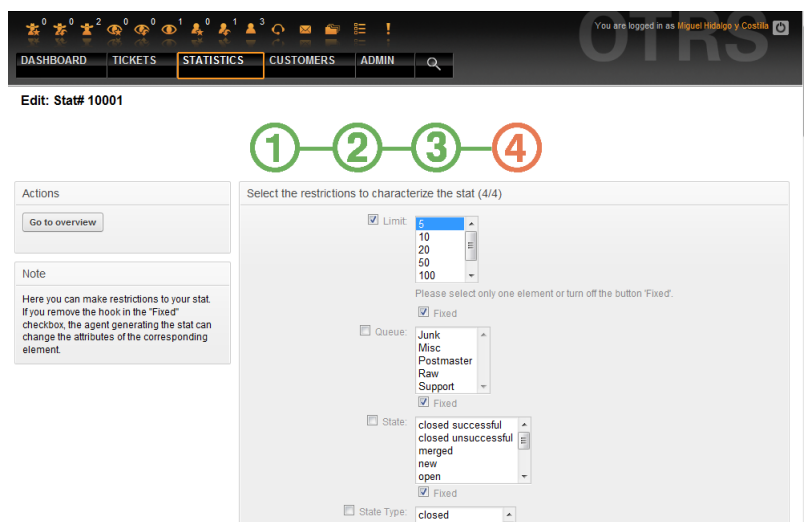 0 0 2 0 0 1 0 1 3
You are logged in as Miguel Hidalgo y Costilla
OTRS
DASHBOARD TICKETS STATISTICS CUSTOMERS ADMIN
Edit: Stat# 10001
1 2 3 4
Actions
Go to overview
Note
Here you can make restrictions to your stat.
If you remove the hook in the "Fixed"
checkbox, the agent generating the stat can
change the attributes of the corresponding
element.
Select the restrictions to characterize the stat (4/4)
Limit:
5
10
20
50
100
Please select only one element or turn off the button 'Fixed'.
Fixed
Queue:
Junk
Misc
Postmaster
Raw
Support
Fixed
State:
closed successful
closed unsuccessful
merged
new
open
Fixed
State Type:
closed